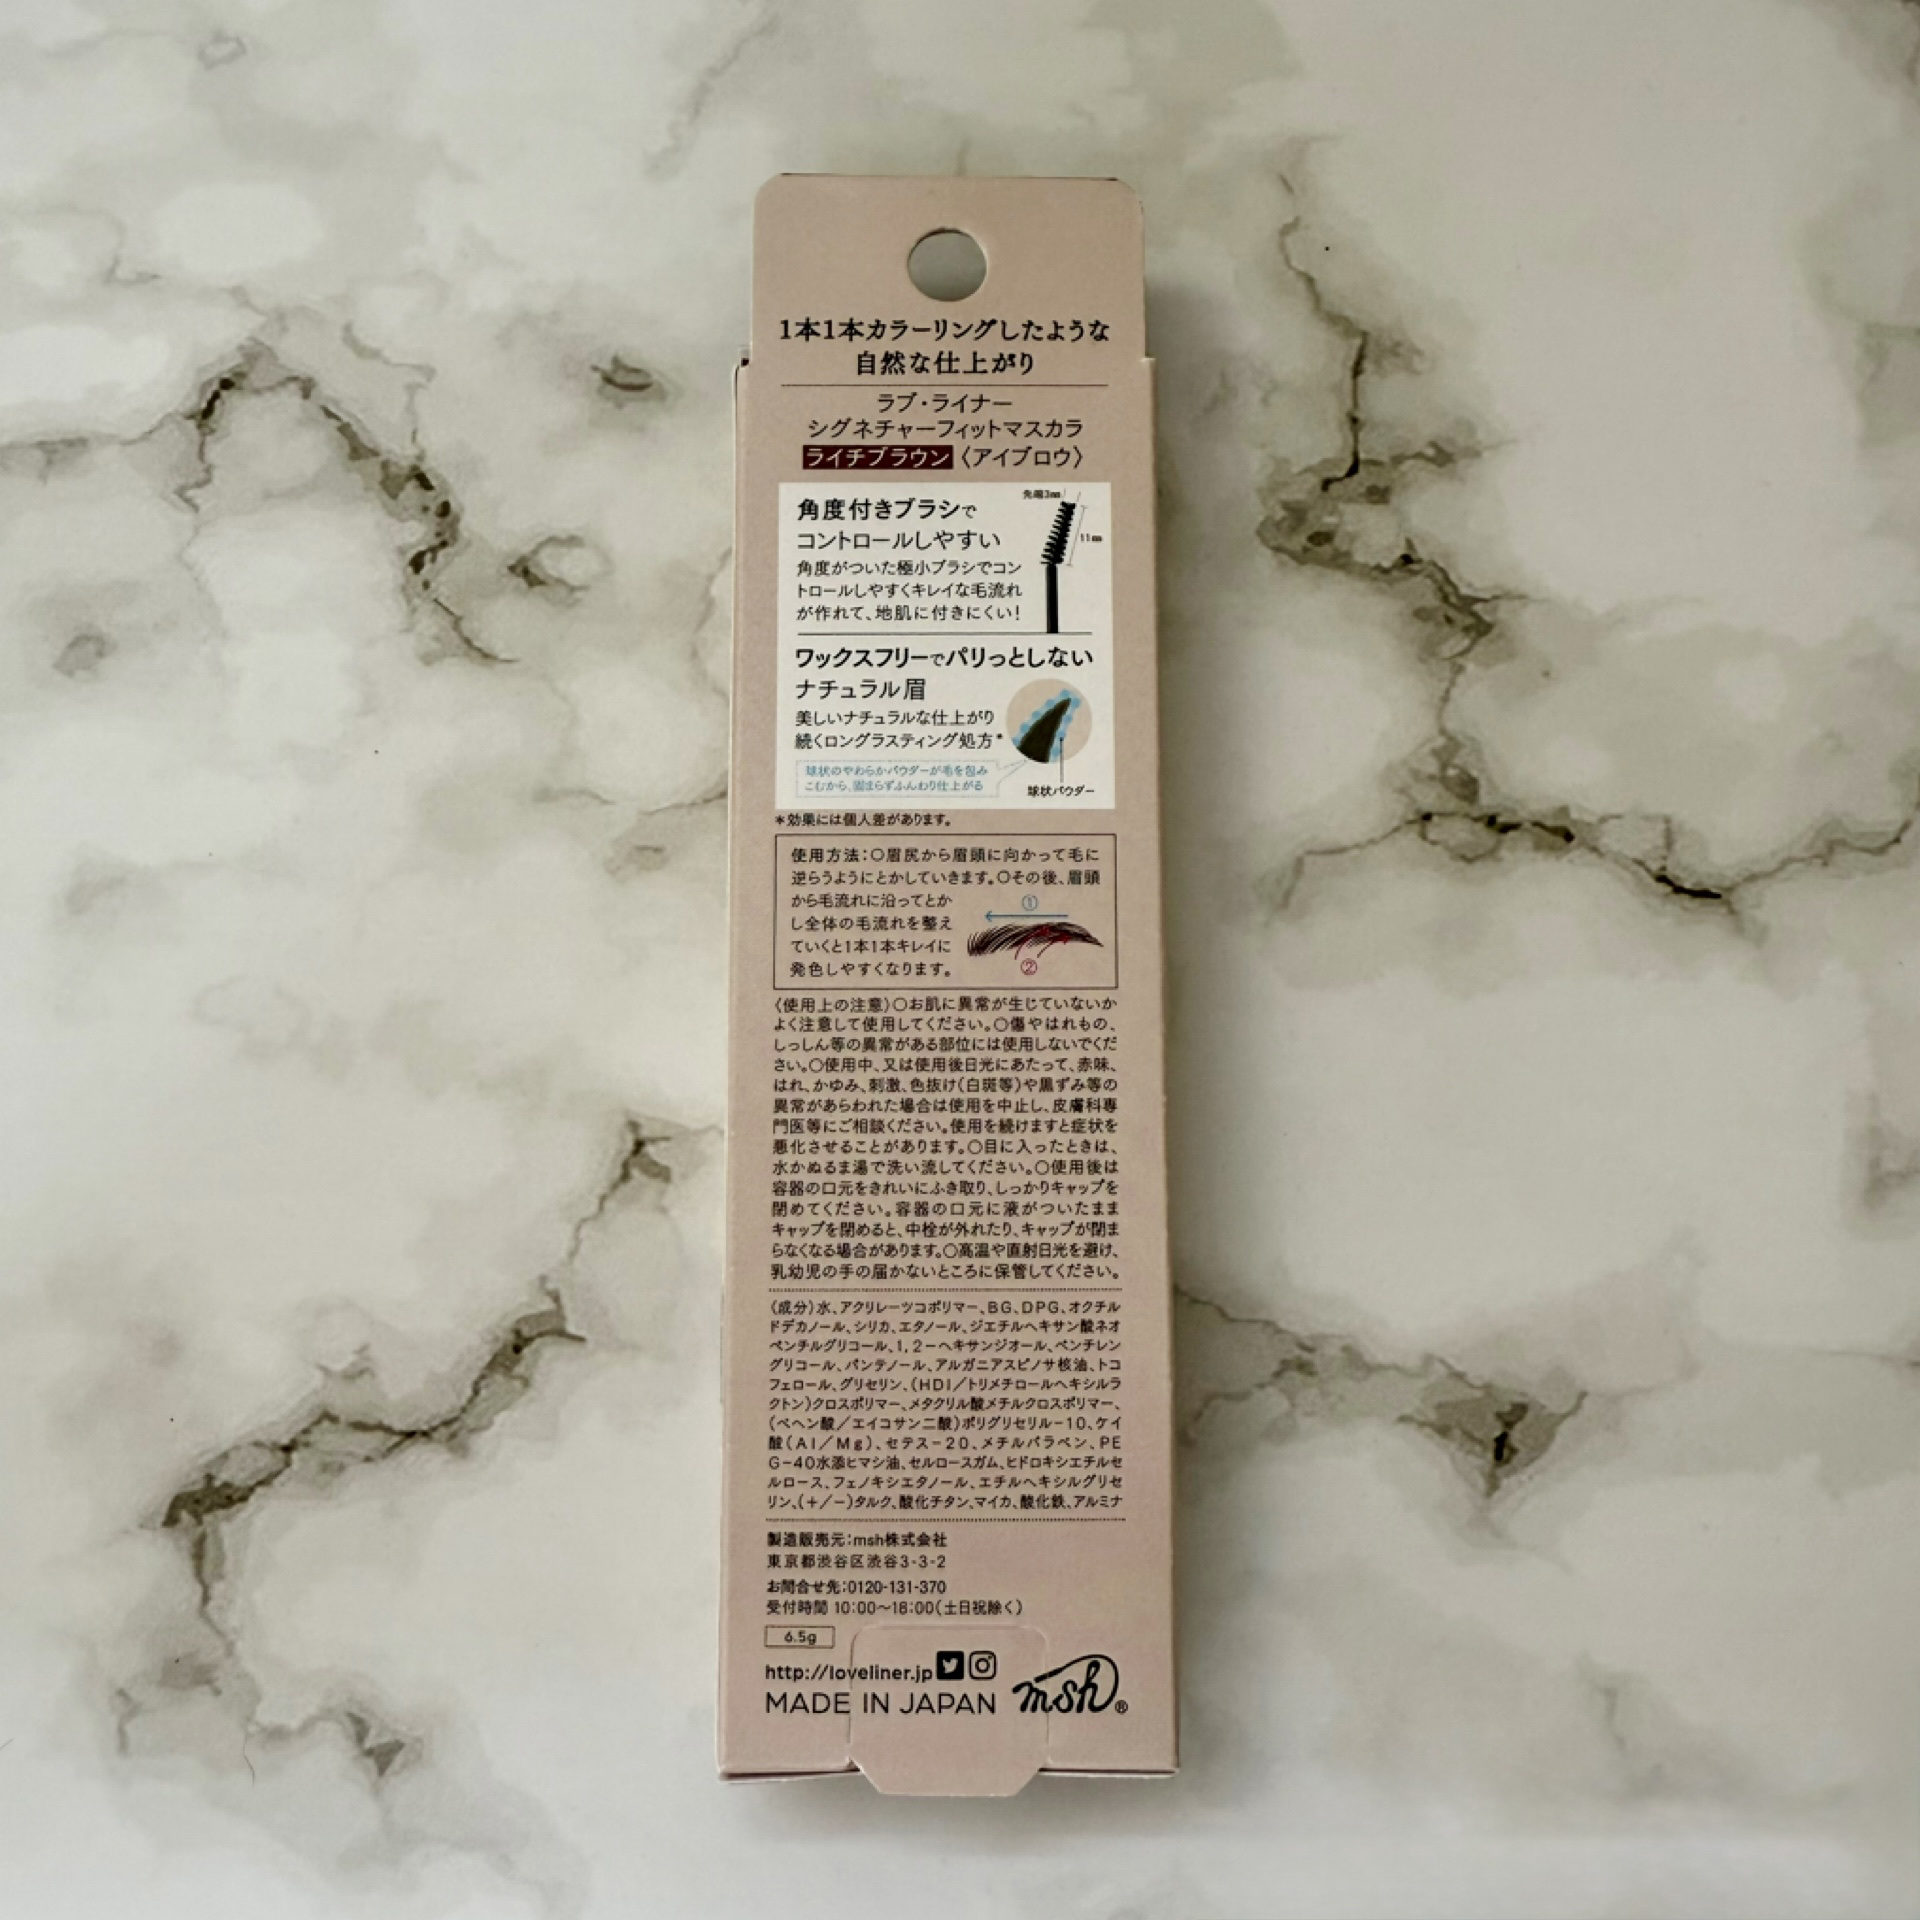 1本1本カラーリングしたような
自然な仕上がり
ラブ・ライナー
シグネチャーフィットマスカラ
ライチブラウン〈アイブロウ〉
角度付きブラシで
コントロールしやすい
角度がついた極小ブラシでコン
トロールしやすくキレイな毛流れ
が作れて、地肌に付きにくい!
先端3mm
11mm
ワックスフリーでパリっとしない
ナチュラル眉
美しいナチュラルな仕上がり
続くロングラスティング処方*
球状のやわらかパウダーが毛を包み
こむから、固まらずふんわり仕上がる
球状パウダー
*効果には個人差があります。
使用方法:○眉尻から眉頭に向かって毛に
逆らうようにとかしていきます。○その後、眉頭
から毛流れに沿ってとか
し全体の毛流れを整え
ていくと1本1本キレイに
発色しやすくなります。
①
②
〈使用上の注意〉○お肌に異常が生じていないか
よく注意して使用してください。○傷やはれもの、
しっしん等の異常がある部位には使用しないでくだ
さい。○使用中、又は使用後日光にあたって、赤味、
はれ、かゆみ、刺激、色抜け(白斑等)や黒ずみ等の
異常があらわれた場合は使用を中止し、皮膚科専
門医等にご相談ください。使用を続けますと症状を
悪化させることがあります。○目に入ったときは、
水かぬるま湯で洗い流してください。○使用後は
容器の口元をきれいにふき取り、しっかりキャップを
閉めてください。容器の口元に液がついたまま
キャップを閉めると、中栓が外れたり、キャップが閉ま
らなくなる場合があります。○高温や直射日光を避け、
乳幼児の手の届かないところに保管してください。
〈成分〉水、アクリレーツコポリマー、BG、DPG、オクチル
ドデカノール、シリカ、エタノール、ジエチルヘキサン酸ネオ
ペンチルグリコール、1,2-ヘキサンジオール、ペンチレン
グリコール、パンテノール、アルガニアスピノサ核油、トコ
フェロール、グリセリン、(HDI/トリメチロールヘキシルラ
クトン)クロスポリマー、メタクリル酸メチルクロスポリマー、
(ベヘン酸/エイコサン二酸)ポリグリセリル-10、ケイ
酸(Al/Mg)、セテス-20、メチルパラベン、PE
G-40水添ヒマシ油、セルロースガム、ヒドロキシエチルセ
ルロース、フェノキシエタノール、エチルヘキシルグリセ
リン、(+/-)タルク、酸化チタン、マイカ、酸化鉄、アルミナ
製造販売元:msh株式会社
東京都渋谷区渋谷3-3-2
お問合せ先:0120-131-370
受付時間 10:00〜18:00(土日祝除く)
6.5g
http://loveliner.jp
MADE IN JAPAN msh®